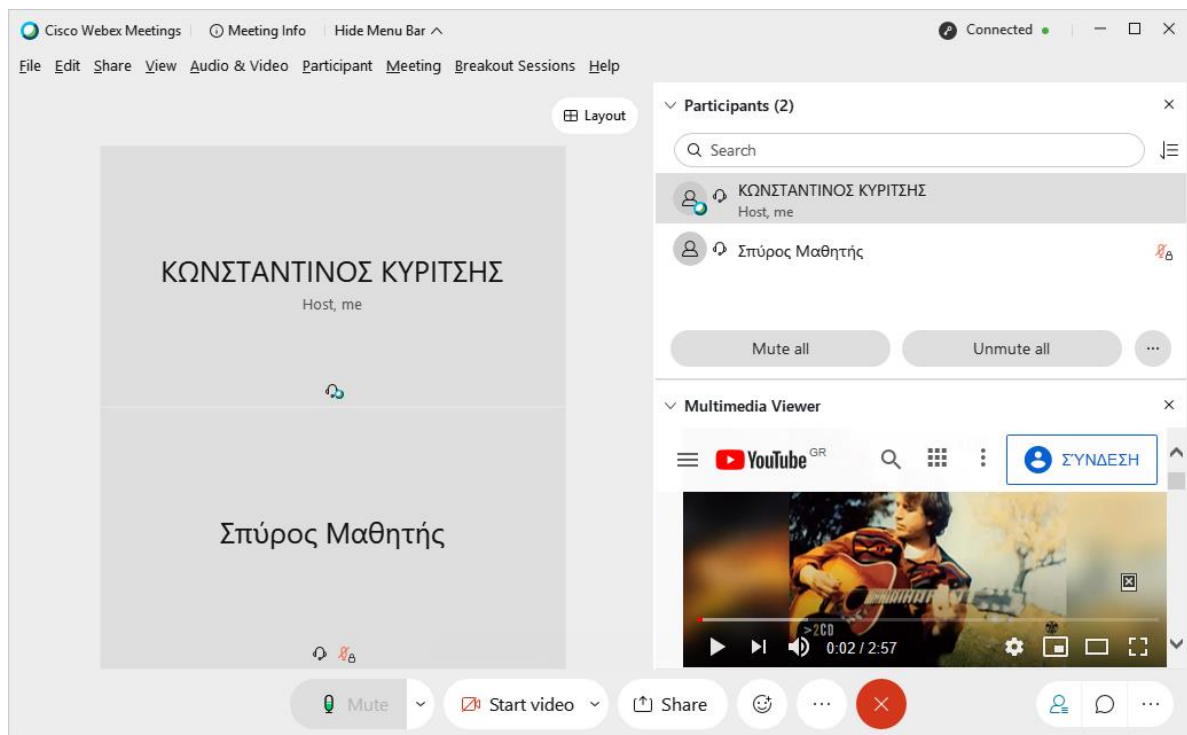 Cisco Webex Meetings Meeting Info Hide Menu Bar Connected
File Edit Share View Audio & Video Participant Meeting Breakout Sessions Help
Layout
ΚΩΝΣΤΑΝΤΙΝΟΣ ΚΥΡΙΤΣΗΣ
Host, me
Σπύρος Μαθητής
Participants (2)
Search
ΚΩΝΣΤΑΝΤΙΝΟΣ ΚΥΡΙΤΣΗΣ
Host, me
Σπύρος Μαθητής
Mute all Unmute all
Multimedia Viewer
YouTube GR ΣΎΝΔΕΣΗ
>2CD
0:02 / 2:57
Mute Start video Share